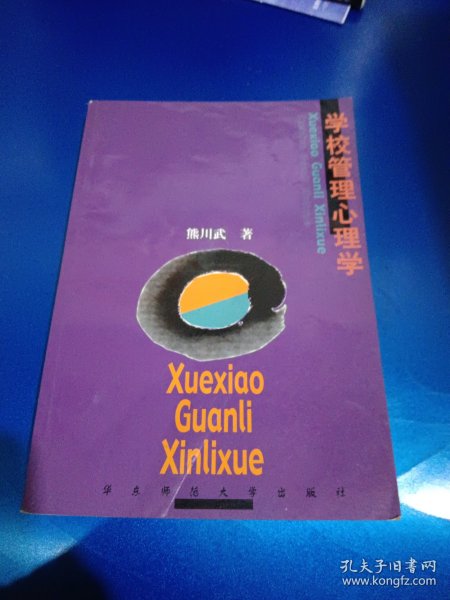 学校管理心理学
Xuexiao Guanli Xinlixue
熊川武 著
Xuexiao
Guanli
Xinlixue
华东师范大学出版社
孔夫子旧书网
www.kongfz.com